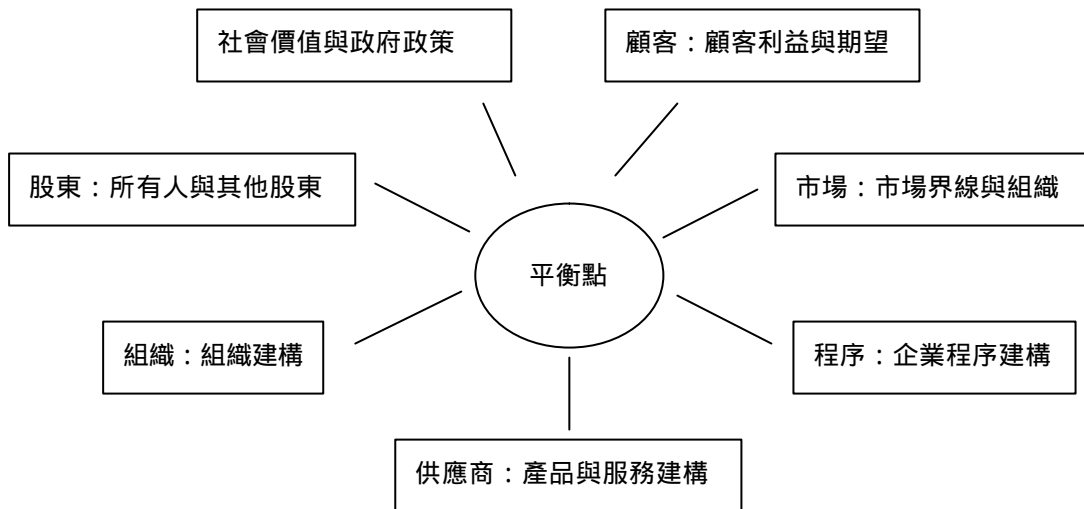 社會價值與政府政策
顧客：顧客利益與期望
股東：所有人與其他股東
市場：市場界線與組織
平衡點
組織：組織建構
程序：企業程序建構
供應商：產品與服務建構